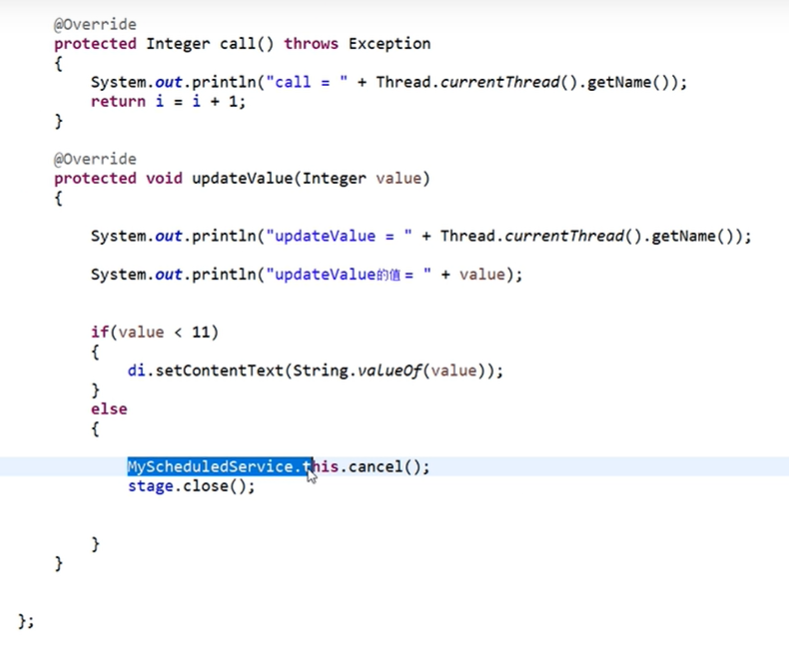 @Override
protected Integer call() throws Exception
{
System.out.println("call = " + Thread.currentThread().getName());
return i = i + 1;
}
@Override
protected void updateValue(Integer value)
{
System.out.println("updateValue = " + Thread.currentThread().getName());
System.out.println("updateValue的值 = " + value);
if(value < 11)
{
di.setContentText(String.valueOf(value));
}
else
{
MyScheduledService.this.cancel();
stage.close();
}
}
};